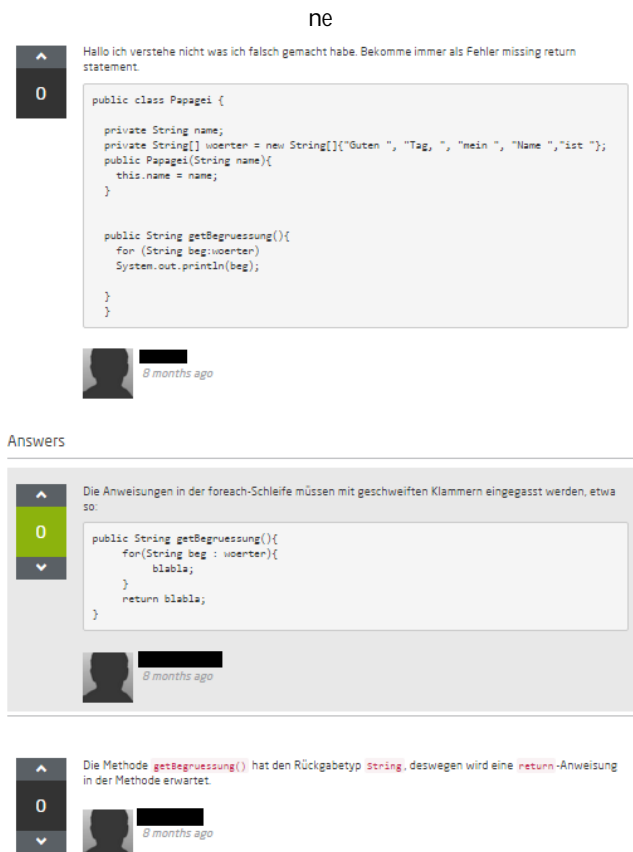 ne
Hallo ich verstehe nicht was ich falsch gemacht habe. Bekomme immer als Fehler missing return
statement.
0
public class Papagei {
private String name;
private String[] woerter = new String[]{"Guten ", "Tag, ", "mein ", "Name ","ist "};
public Papagei(String name){
this.name = name;
}
public String getBegruessung(){
for (String beg:woerter)
System.out.println(beg);
}
}
8 months ago
Answers
Die Anweisungen in der foreach-Schleife müssen mit geschweiften Klammern eingegasst werden, etwa
so:
0
public String getBegruessung(){
for(String beg : woerter){
blabla;
}
return blabla;
}
8 months ago
Die Methode getBegruessung() hat den Rückgabetyp String, deswegen wird eine return-Anweisung
in der Methode erwartet.
0
8 months ago